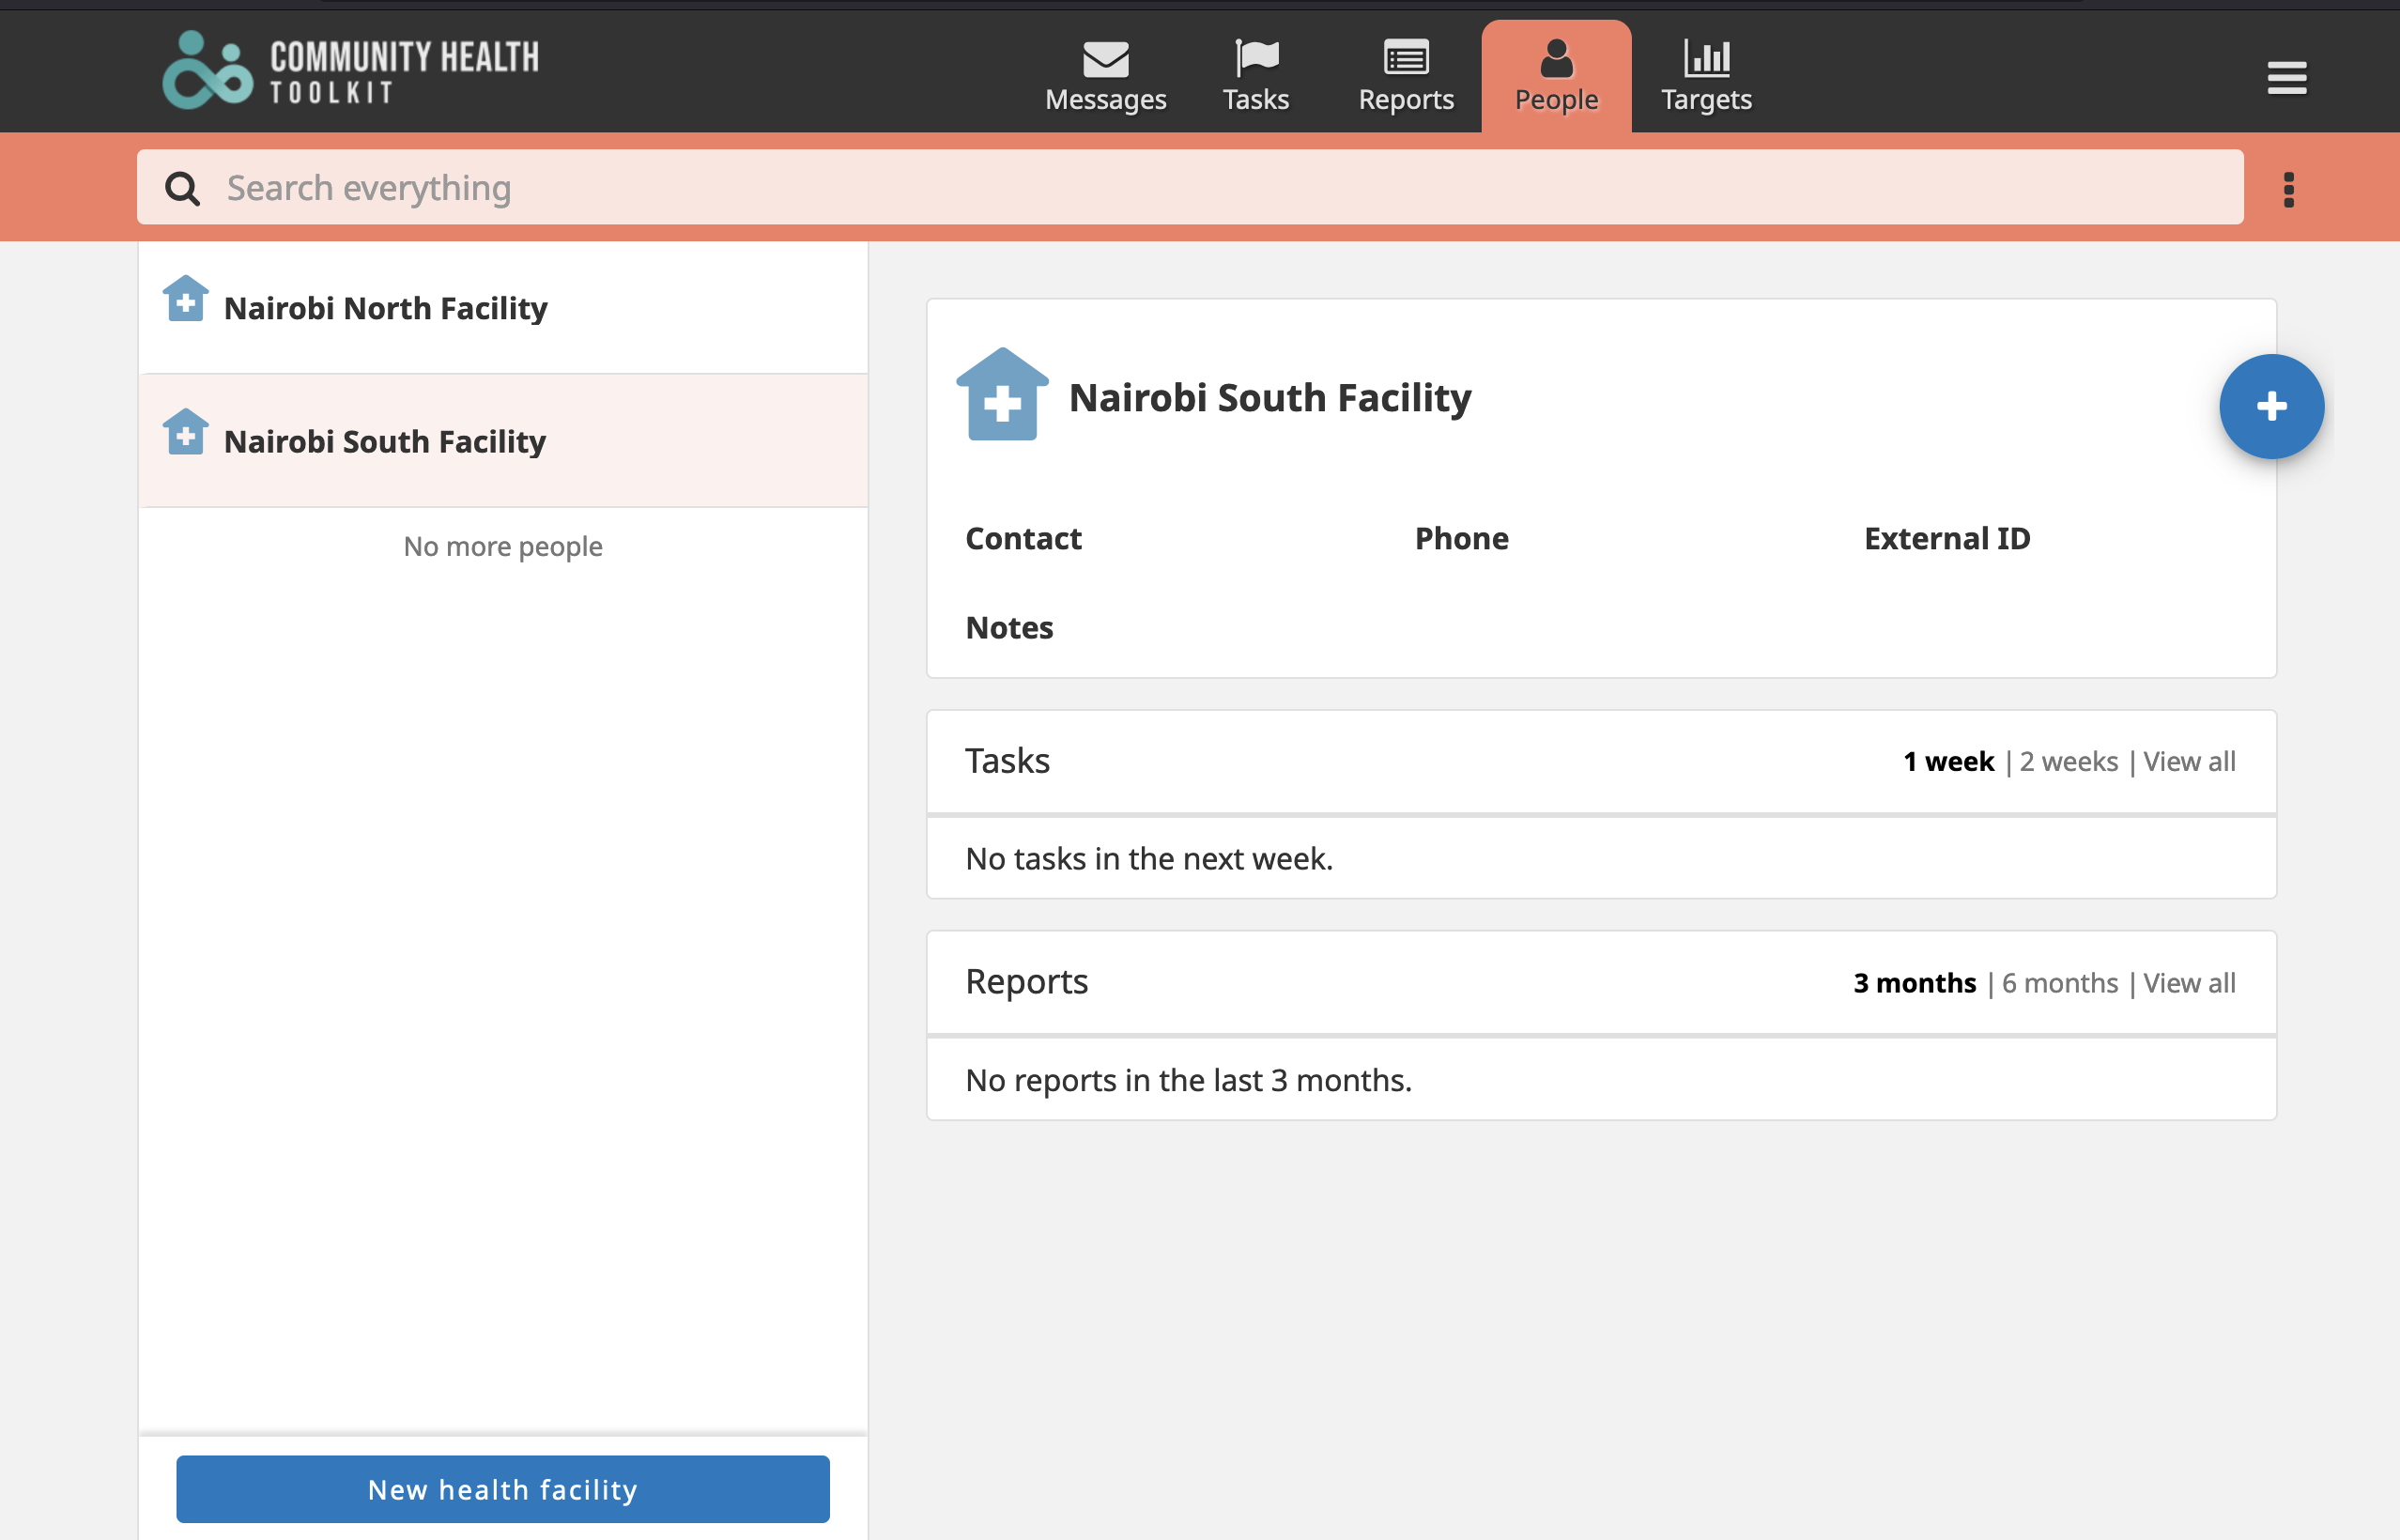 COMMUNITY HEALTH
TOOLKIT
Messages
Tasks
Reports
People
Targets
Search everything
Nairobi North Facility
Nairobi South Facility
No more people
New health facility
Nairobi South Facility
Contact
Phone
External ID
Notes
Tasks
1 week | 2 weeks | View all
No tasks in the next week.
Reports
3 months | 6 months | View all
No reports in the last 3 months.